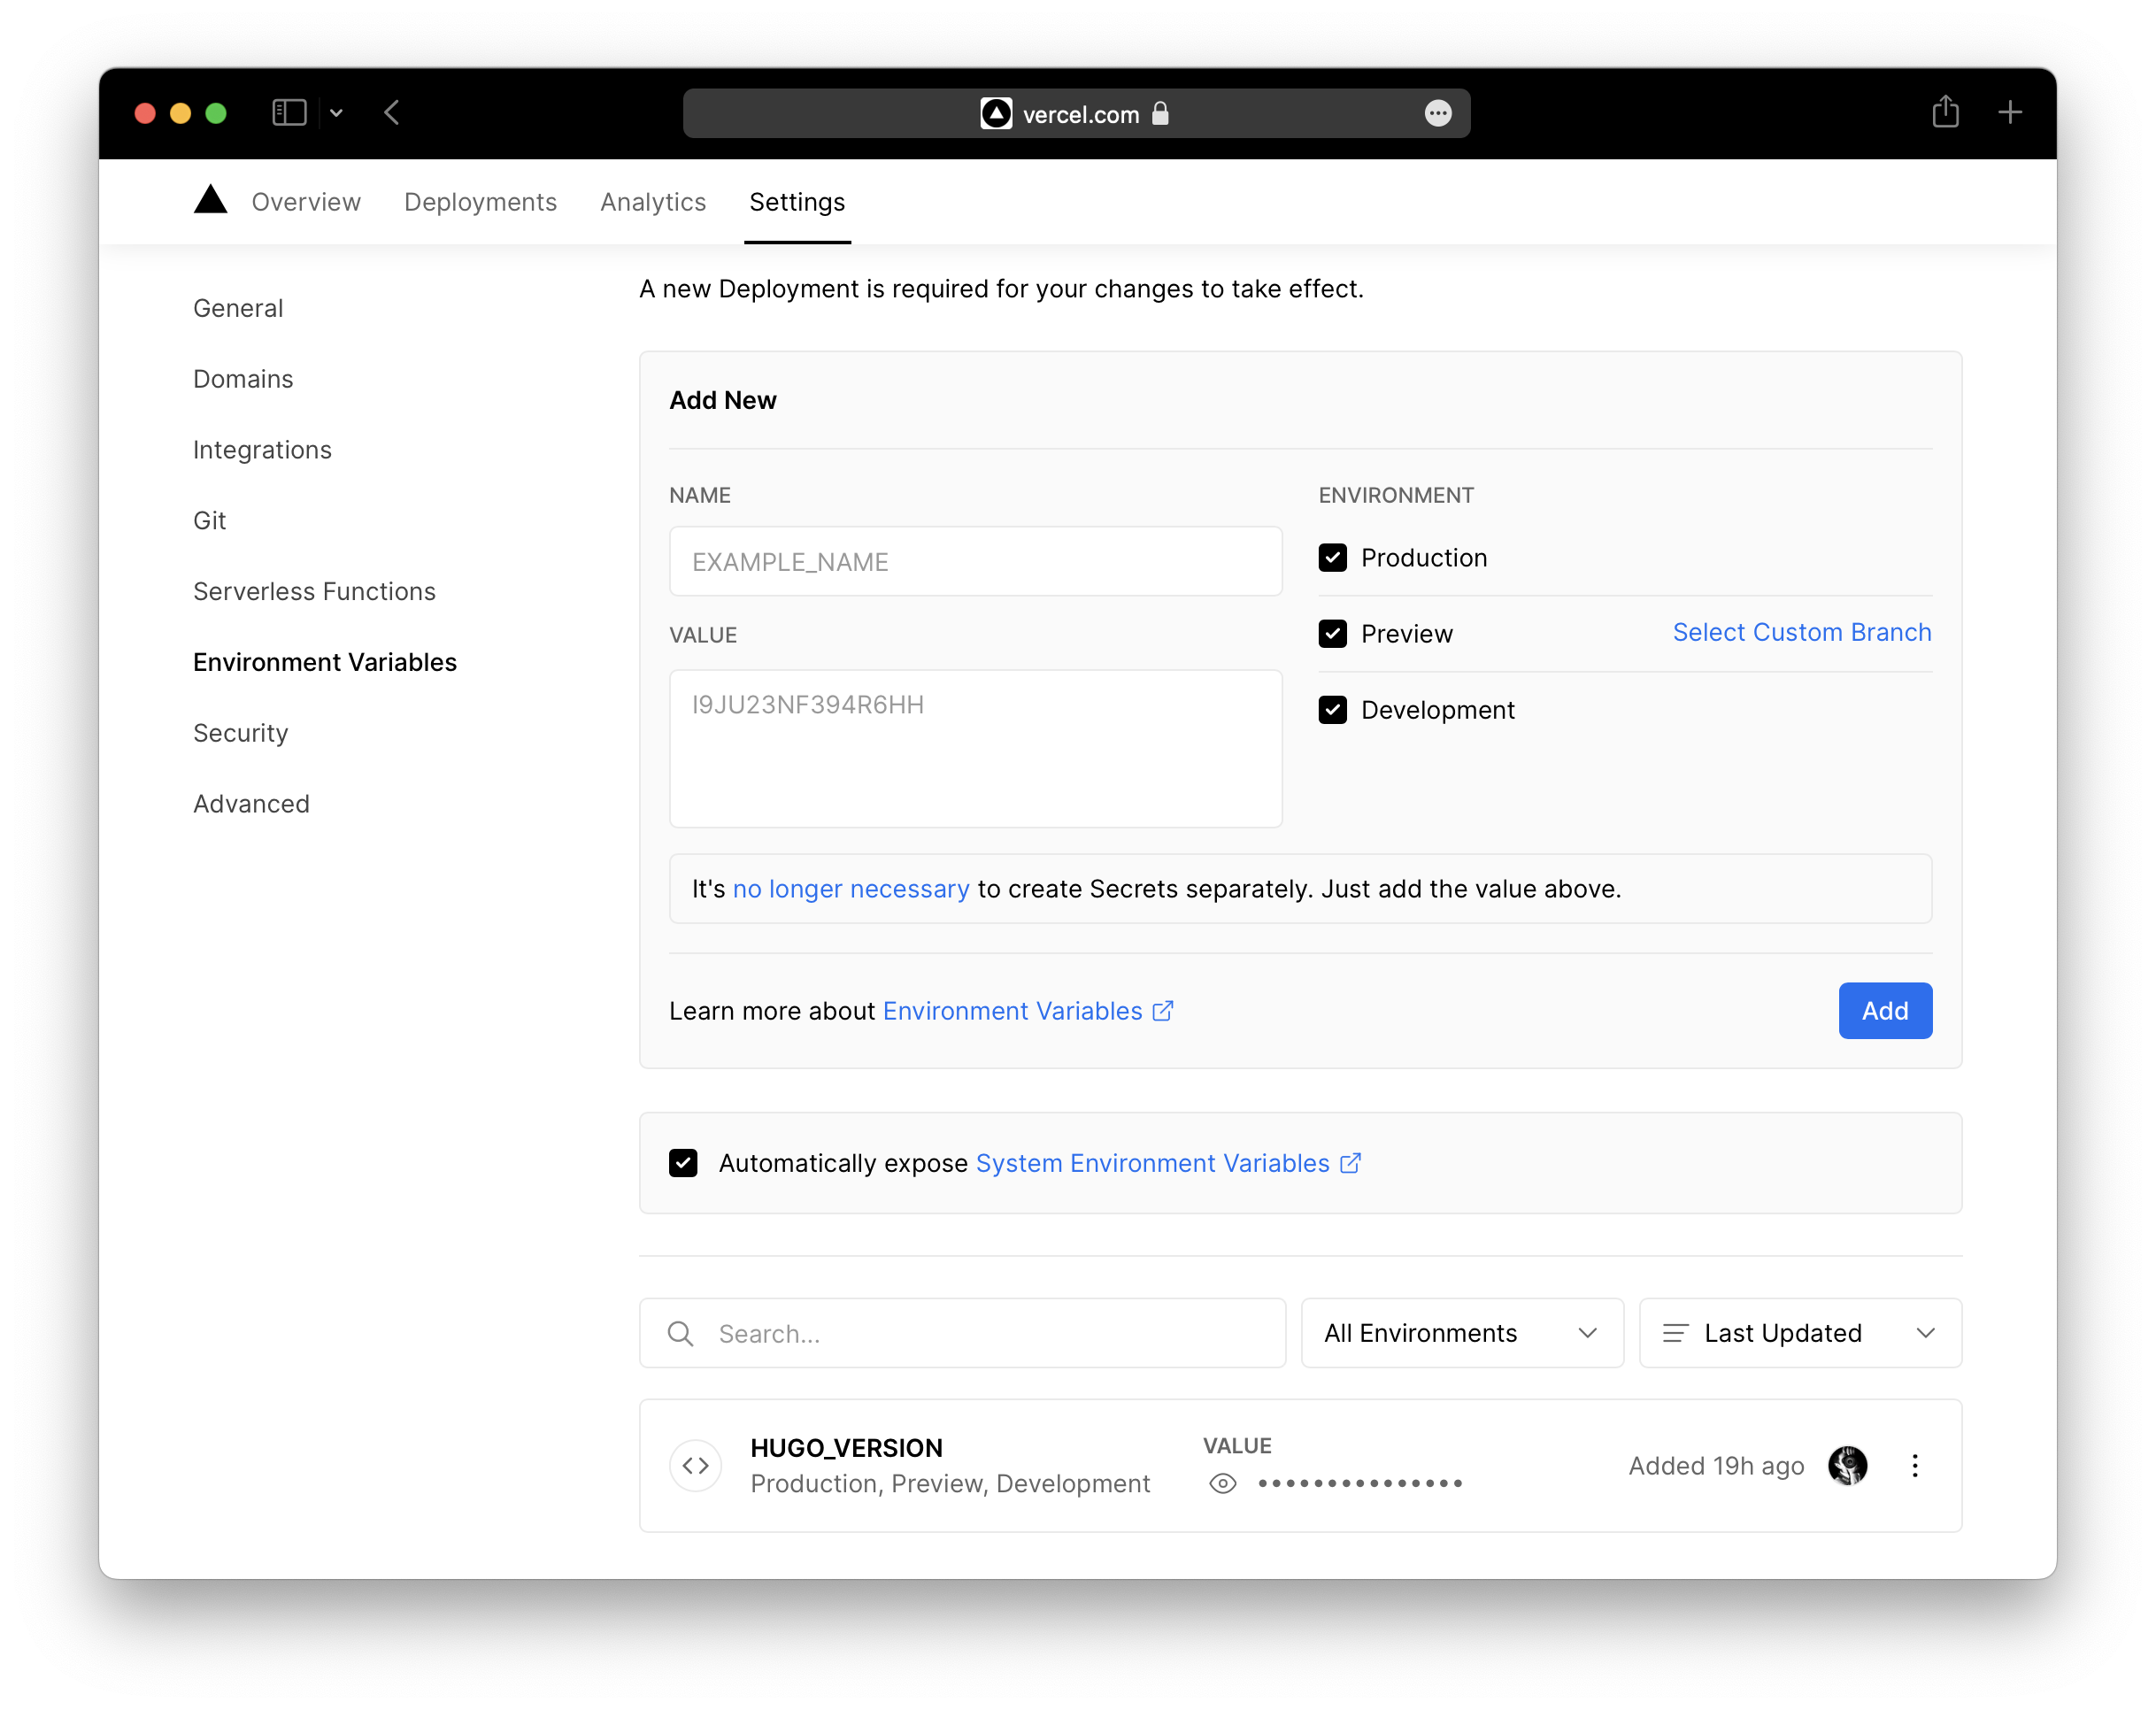 vercel.com
Overview Deployments Analytics Settings
General
Domains
Integrations
Git
Serverless Functions
Environment Variables
Security
Advanced
A new Deployment is required for your changes to take effect.
Add New
NAME
EXAMPLE_NAME
VALUE
I9JU23NF394R6HH
ENVIRONMENT
Production
Preview Select Custom Branch
Development
It's no longer necessary to create Secrets separately. Just add the value above.
Learn more about Environment Variables
Add
Automatically expose System Environment Variables
Search...
All Environments
Last Updated
HUGO_VERSION
Production, Preview, Development
VALUE
••••••••••••••• 
Added 19h ago